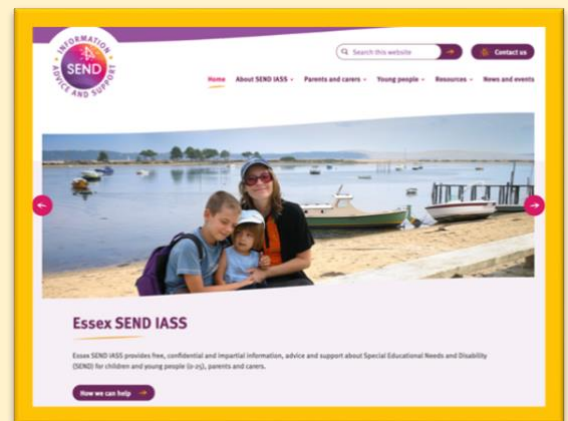 INFORMATION
SEND
ADVICE AND SUPPORT
Search this website
Contact us
Home About SEND IASS Parents and carers Young people Resources News and events
Essex SEND IASS
Essex SEND IASS provides free, confidential and impartial information, advice and support about Special Educational Needs and Disability
(SEND) for children and young people (0-25), parents and carers.
How we can help